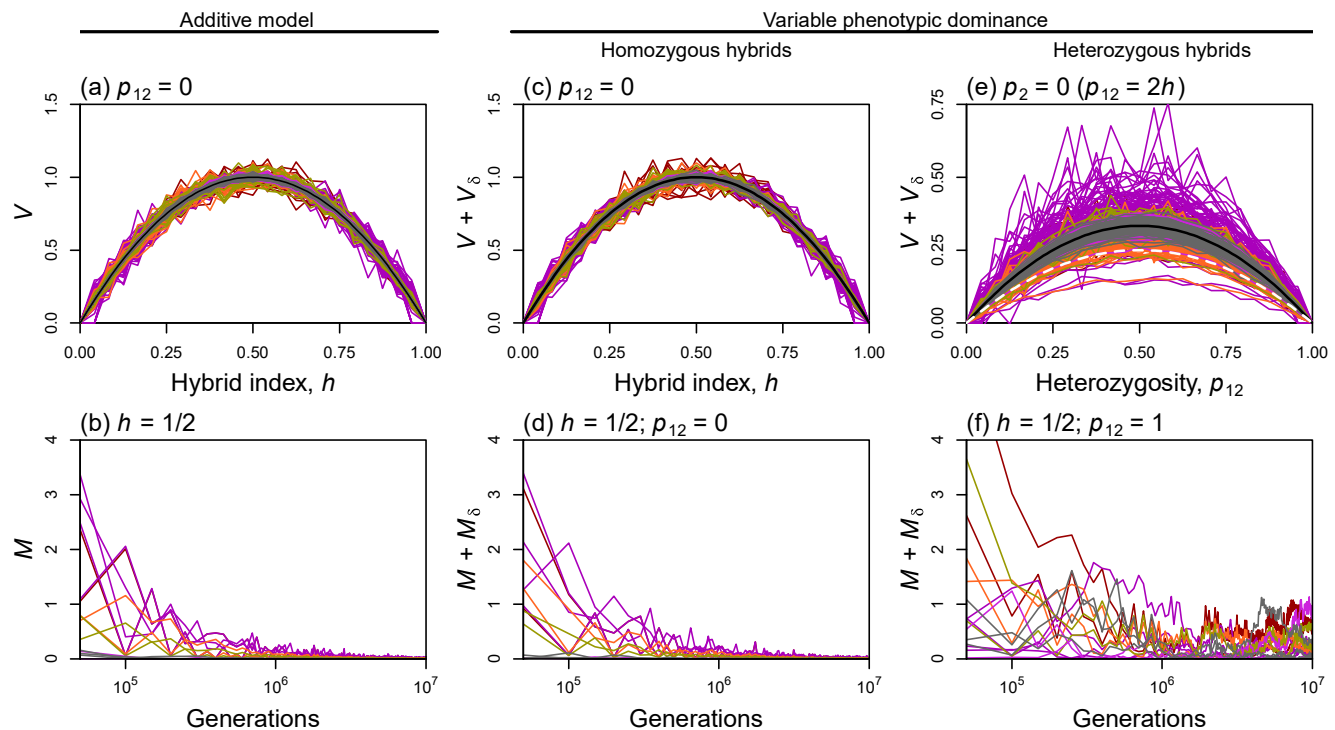 Additive model
Variable phenotypic dominance
Homozygous hybrids
Heterozygous hybrids
(a) p12 = 0
(c) p12 = 0
(e) p2 = 0 (p12 = 2h)
V
0.0 0.5 1.0 1.5
0.00 0.25 0.50 0.75 1.00
Hybrid index, h
V + Vδ
0.0 0.5 1.0 1.5
0.00 0.25 0.50 0.75 1.00
Hybrid index, h
V + Vδ
0.00 0.25 0.50 0.75
0.00 0.25 0.50 0.75 1.00
Heterozygosity, p12
(b) h = 1/2
(d) h = 1/2; p12 = 0
(f) h = 1/2; p12 = 1
M
0 1 2 3 4
10^5 10^6 10^7
Generations
M + Mδ
0 1 2 3 4
10^5 10^6 10^7
Generations
M + Mδ
0 1 2 3 4
10^5 10^6 10^7
Generations